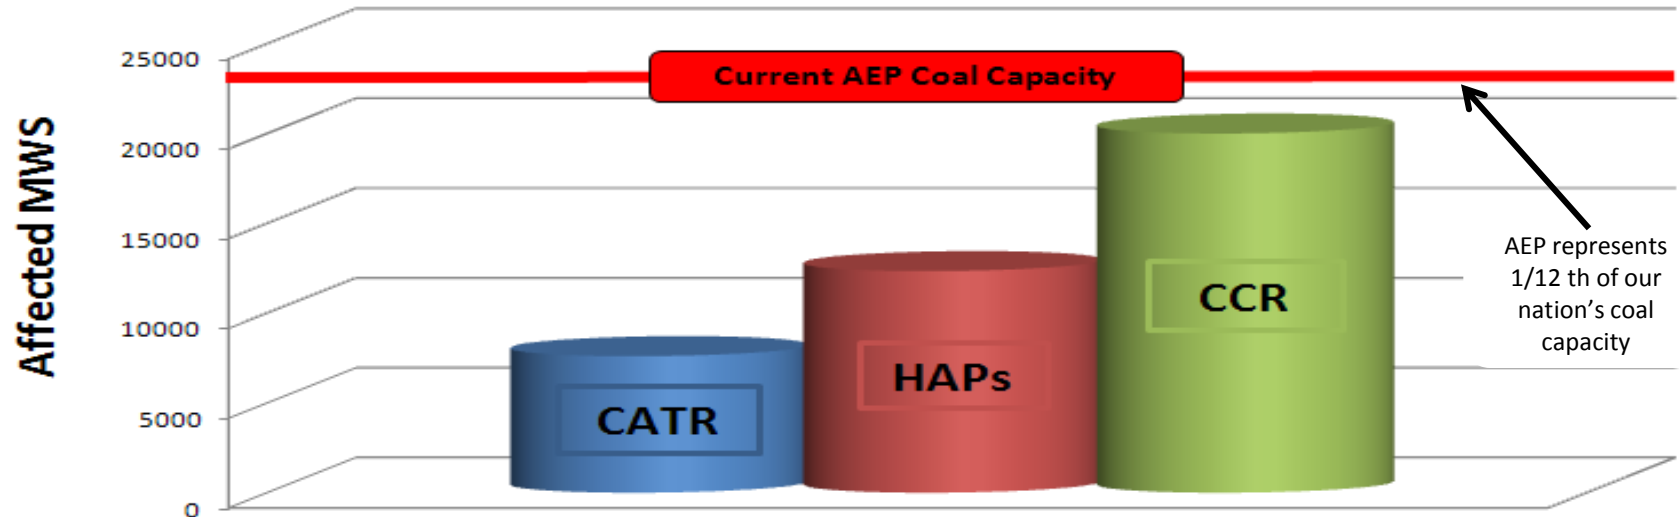 Affected MWS
25000
20000
15000
10000
5000
0
Current AEP Coal Capacity
CATR
HAPs
CCR
AEP represents
1/12 th of our
nation’s coal
capacity